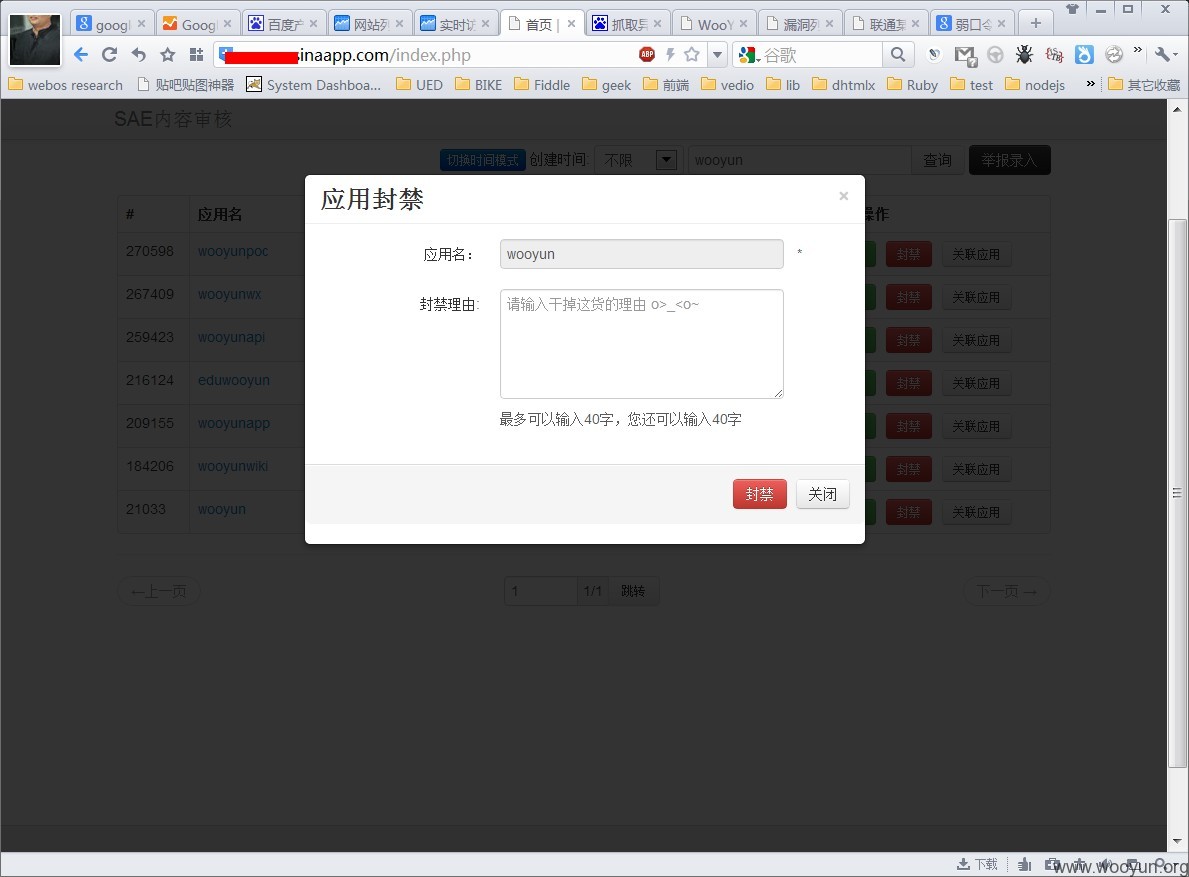 googl
Goog
百度产
网站列
实时访
首页 |
抓取异
WooY
漏洞列
联通某
弱口令
inaapp.com/index.php
ABP
谷歌
webos research
贴吧贴图神器
System Dashboa...
UED
BIKE
Fiddle
geek
前端
vedio
lib
dhtmlx
Ruby
test
nodejs
»
其它收藏
SAE内容审核
切换时间模式 创建时间: 不限 wooyun 查询 举报录入
# 应用名 操作
270598 wooyunpoc 封禁 关联应用
267409 wooyunwx 封禁 关联应用
259423 wooyunapi 封禁 关联应用
216124 eduwooyun 封禁 关联应用
209155 wooyunapp 封禁 关联应用
184206 wooyunwiki 封禁 关联应用
21033 wooyun 封禁 关联应用
应用封禁 ×
应用名： wooyun *
封禁理由: 请输入干掉这货的理由 o>_<o~
最多可以输入40字，您还可以输入40字
封禁 关闭
←上一页 1 1/1 跳转 下一页 →
下载
www.wooyun.org